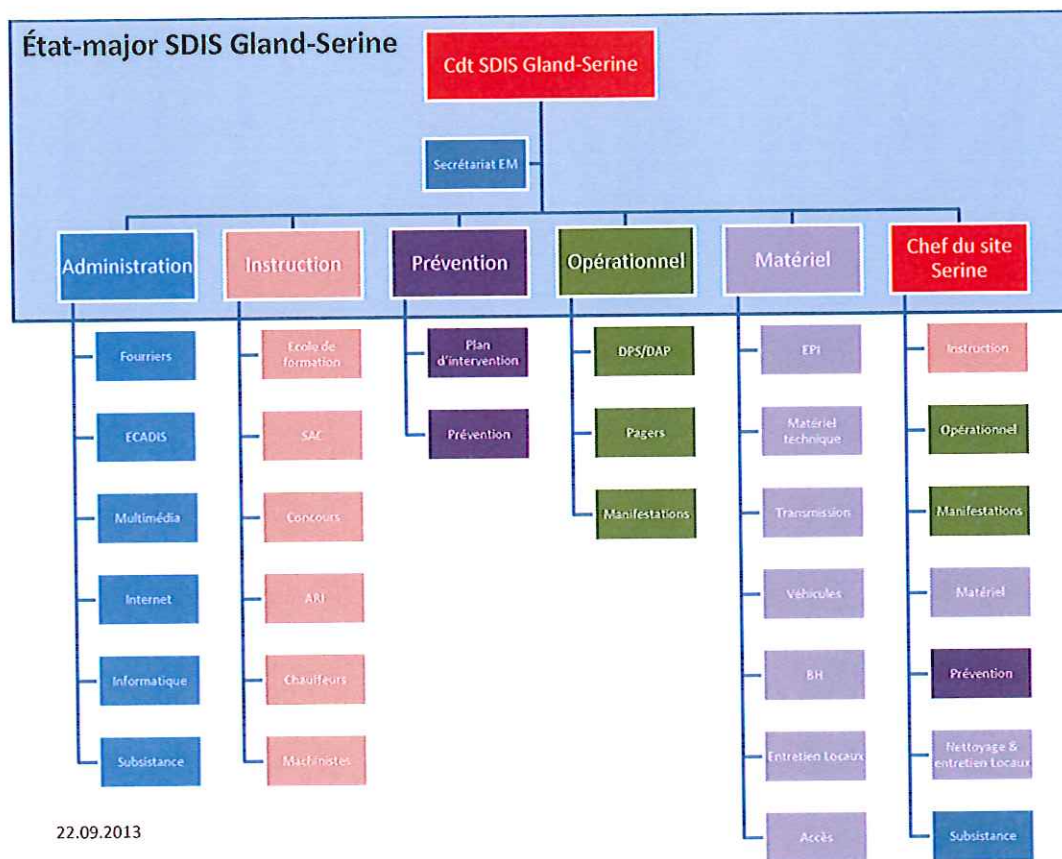 État-major SDIS Gland-Serine
Cdt SDIS Gland-Serine
Secrétariat EM
Administration
Instruction
Prévention
Opérationnel
Matériel
Chef du site
Serine
Fourriers
ECADIS
Multimédia
Internet
Informatique
Subsistance
Ecole de
formation
SAC
Concours
ARI
Chauffeurs
Machinistes
Plan
d'intervention
Prévention
DPS/DAP
Pagers
Manifestations
EPI
Matériel
technique
Transmission
Véhicules
BH
Entretien Locaux
Accès
Instruction
Opérationnel
Manifestations
Matériel
Prévention
Nettoyage &
entretien Locaux
Subsistance
22.09.2013